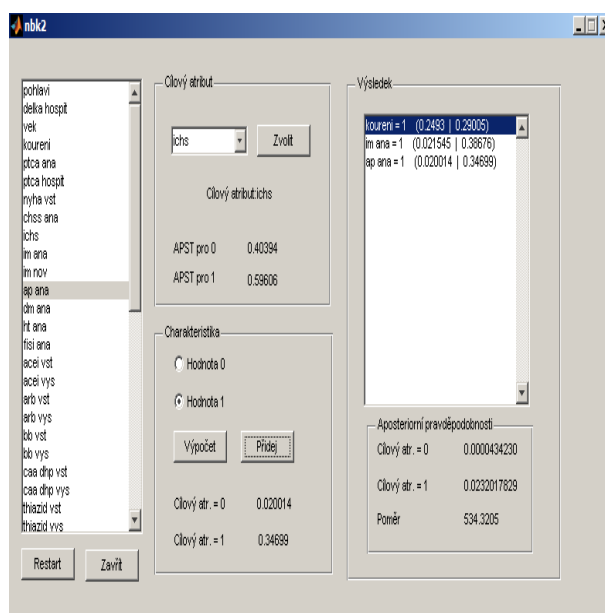 nbk2
pohlavi
delka hospit
vek
koureni
ptca ana
ptca hospit
nyha vst
chss ana
ichs
im ana
im nov
ap ana
dm ana
ht ana
fisi ana
acei vst
acei vys
arb vst
arb vys
bb vst
bb vys
caa dhp vst
caa dhp vys
thiazid vst
thiazid vys
Restart
Zavřít
Cílový atribut
ichs
Zvolit
Cílový atribut:ichs
APST pro 0 0.40394
APST pro 1 0.59606
Charakteristika
Hodnota 0
Hodnota 1
Výpočet
Přidej
Cílový atr. = 0 0.020014
Cílový atr. = 1 0.34699
Výsledek
koureni = 1 (0.2493 | 0.29005)
im ana = 1 (0.021545 | 0.38676)
ap ana = 1 (0.020014 | 0.34699)
Aposteriorní pravděpodobnosti
Cílový atr. = 0 0.0000434230
Cílový atr. = 1 0.0232017829
Poměr 534.3205